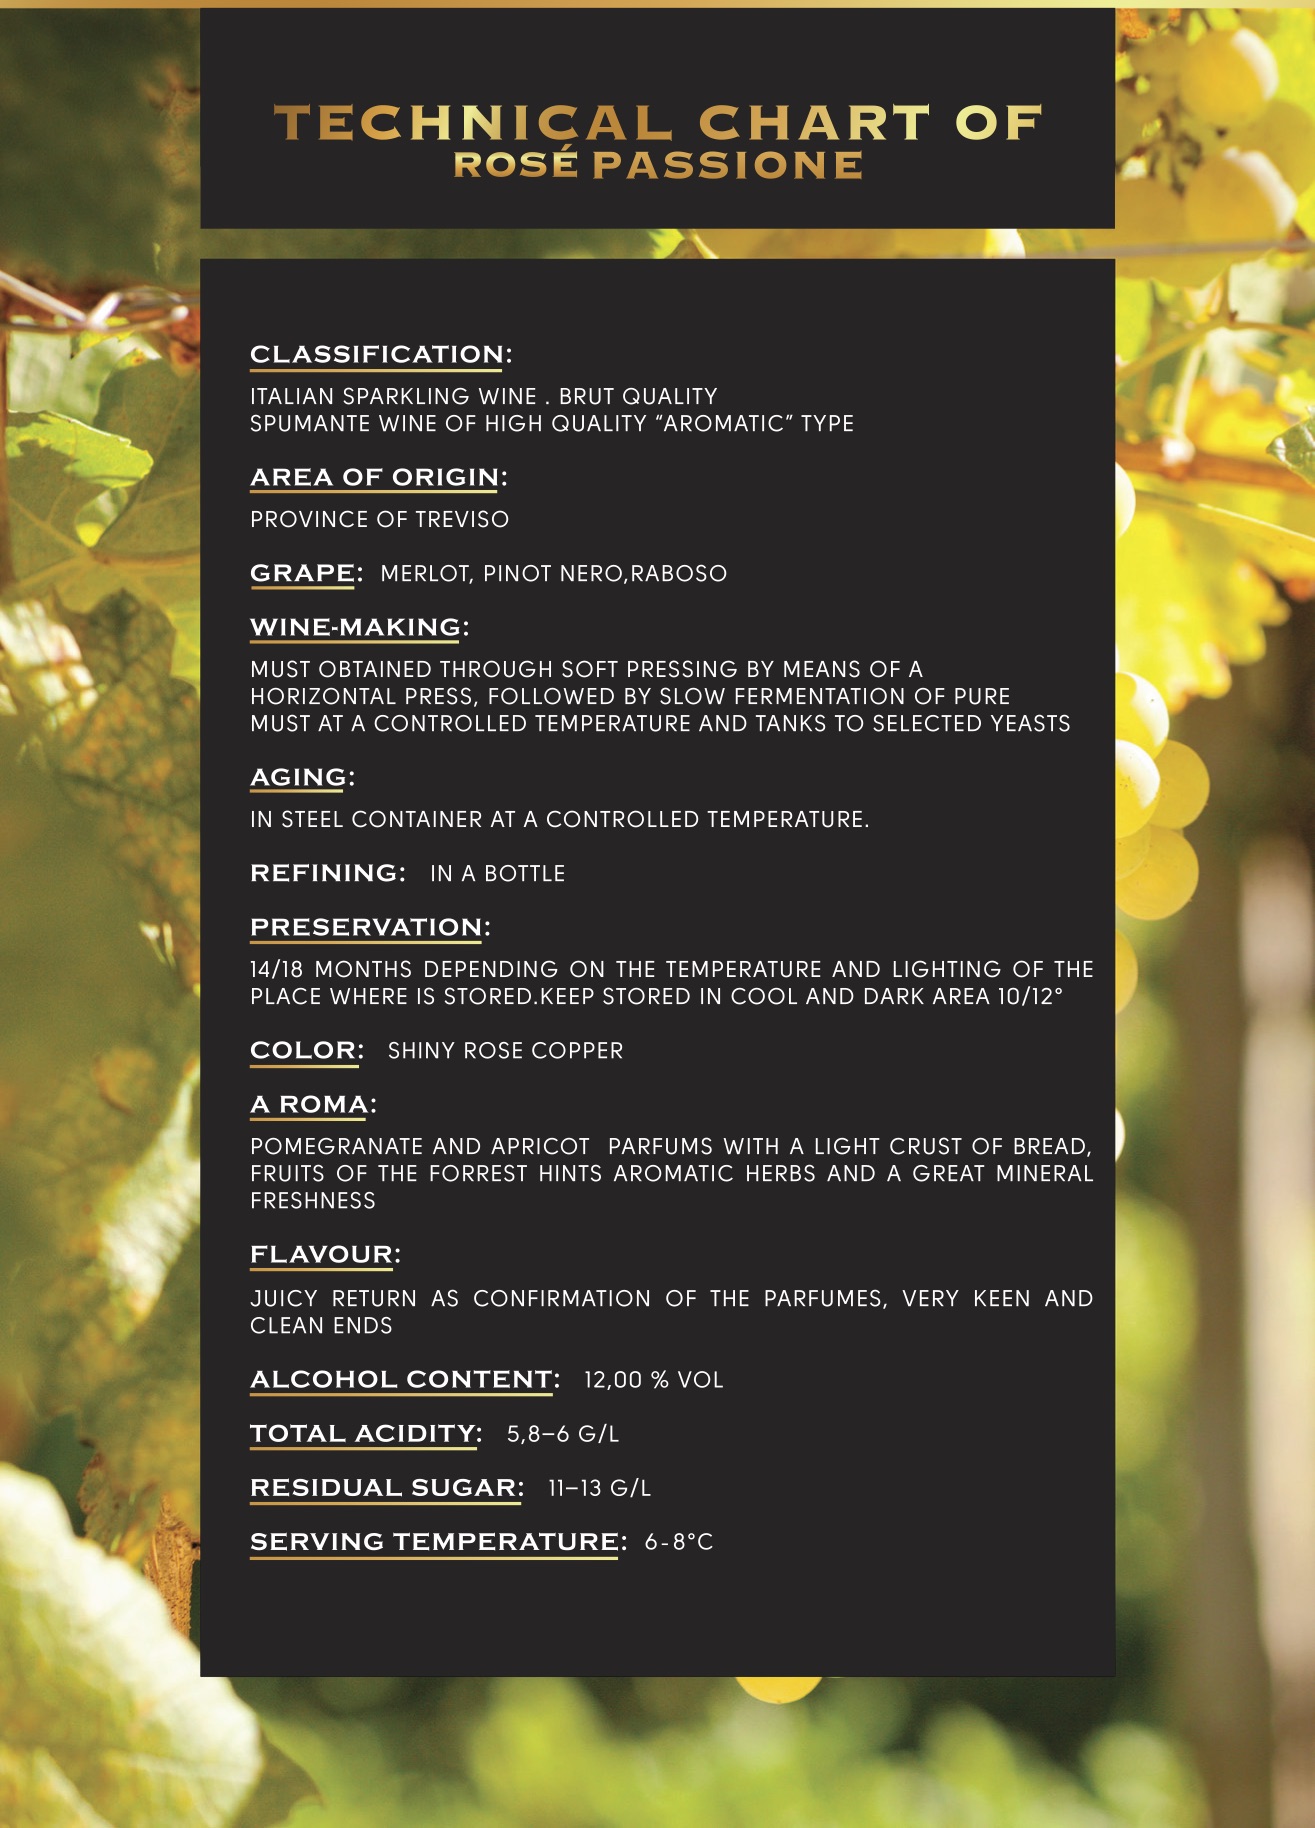 TECHNICAL CHART OF
ROSÉ PASSIONE
CLASSIFICATION:
ITALIAN SPARKLING WINE . BRUT QUALITY
SPUMANTE WINE OF HIGH QUALITY “AROMATIC” TYPE
AREA OF ORIGIN:
PROVINCE OF TREVISO
GRAPE: MERLOT, PINOT NERO,RABOSO
WINE-MAKING:
MUST OBTAINED THROUGH SOFT PRESSING BY MEANS OF A
HORIZONTAL PRESS, FOLLOWED BY SLOW FERMENTATION OF PURE
MUST AT A CONTROLLED TEMPERATURE AND TANKS TO SELECTED YEASTS
AGING:
IN STEEL CONTAINER AT A CONTROLLED TEMPERATURE.
REFINING: IN A BOTTLE
PRESERVATION:
14/18 MONTHS DEPENDING ON THE TEMPERATURE AND LIGHTING OF THE
PLACE WHERE IS STORED.KEEP STORED IN COOL AND DARK AREA 10/12°
COLOR: SHINY ROSE COPPER
A ROMA:
POMEGRANATE AND APRICOT PARFUMS WITH A LIGHT CRUST OF BREAD,
FRUITS OF THE FORREST HINTS AROMATIC HERBS AND A GREAT MINERAL
FRESHNESS
FLAVOUR:
JUICY RETURN AS CONFIRMATION OF THE PARFUMES, VERY KEEN AND
CLEAN ENDS
ALCOHOL CONTENT: 12,00 % VOL
TOTAL ACIDITY: 5,8–6 G/L
RESIDUAL SUGAR: 11–13 G/L
SERVING TEMPERATURE: 6-8°C